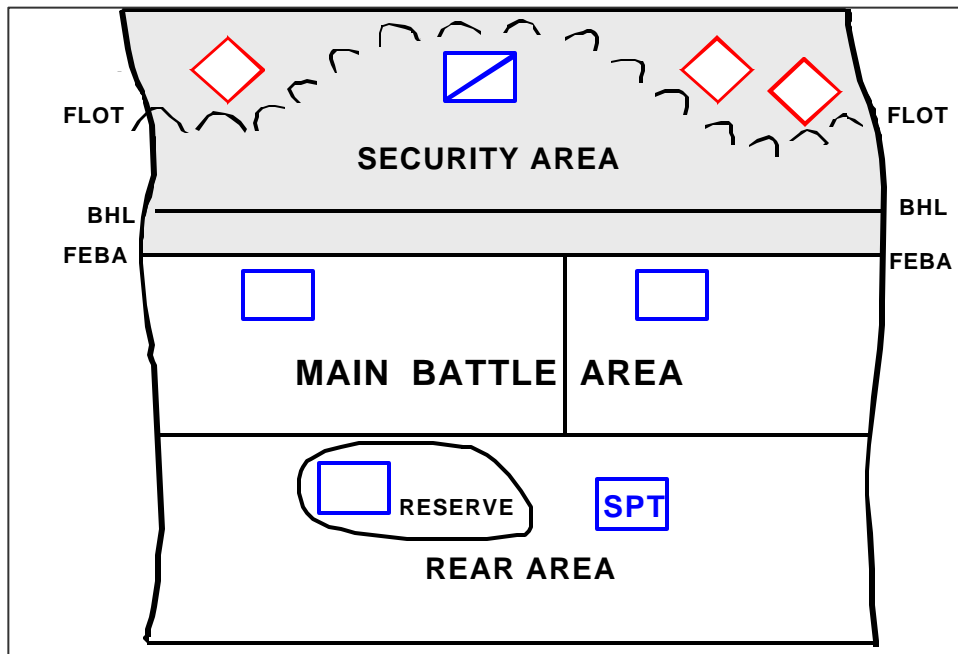 FLOT
FLOT
SECURITY AREA
BHL
BHL
FEBA
FEBA
MAIN BATTLE AREA
RESERVE
SPT
REAR AREA